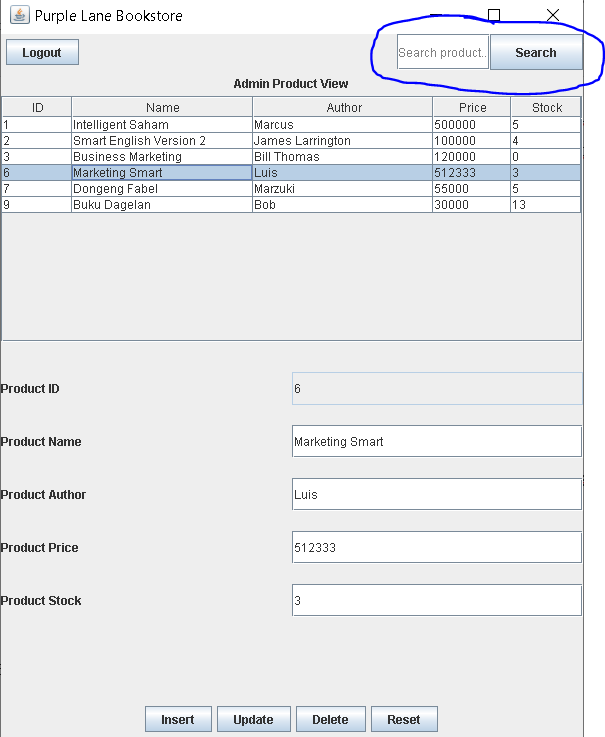 Purple Lane Bookstore
Logout Search product.. Search
Admin Product View
ID Name Author Price Stock
1 Intelligent Saham Marcus 500000 5
2 Smart English Version 2 James Larrington 100000 4
3 Business Marketing Bill Thomas 120000 0
6 Marketing Smart Luis 512333 3
7 Dongeng Fabel Marzuki 55000 5
9 Buku Dagelan Bob 30000 13
Product ID 6
Product Name Marketing Smart
Product Author Luis
Product Price 512333
Product Stock 3
Insert Update Delete Reset